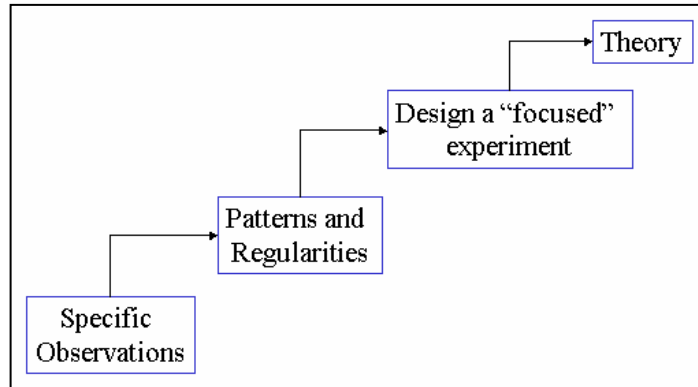 Theory
Design a “focused”
experiment
Patterns and
Regularities
Specific
Observations